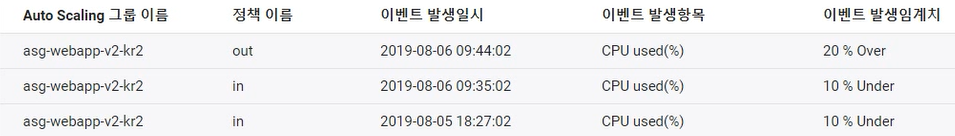 Auto Scaling 그룹 이름 정책 이름 이벤트 발생일시 이벤트 발생항목 이벤트 발생임계치
asg-webapp-v2-kr2 out 2019-08-06 09:44:02 CPU used(%) 20 % Over
asg-webapp-v2-kr2 in 2019-08-06 09:35:02 CPU used(%) 10 % Under
asg-webapp-v2-kr2 in 2019-08-05 18:27:02 CPU used(%) 10 % Under